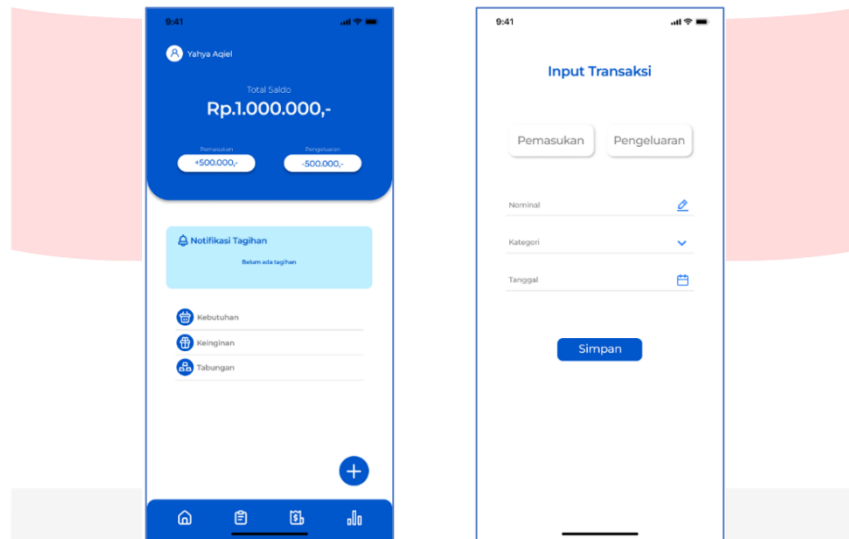 9:41
Yahya Aqiel
Total Saldo
Rp.1.000.000,-
Pemasukan Pengeluaran
+500.000,- -500.000,-
Notifikasi Tagihan
Belum ada tagihan
Kebutuhan
Keinginan
Tabungan
9:41
Input Transaksi
Pemasukan Pengeluaran
Nominal
Kategori
Tanggal
Simpan